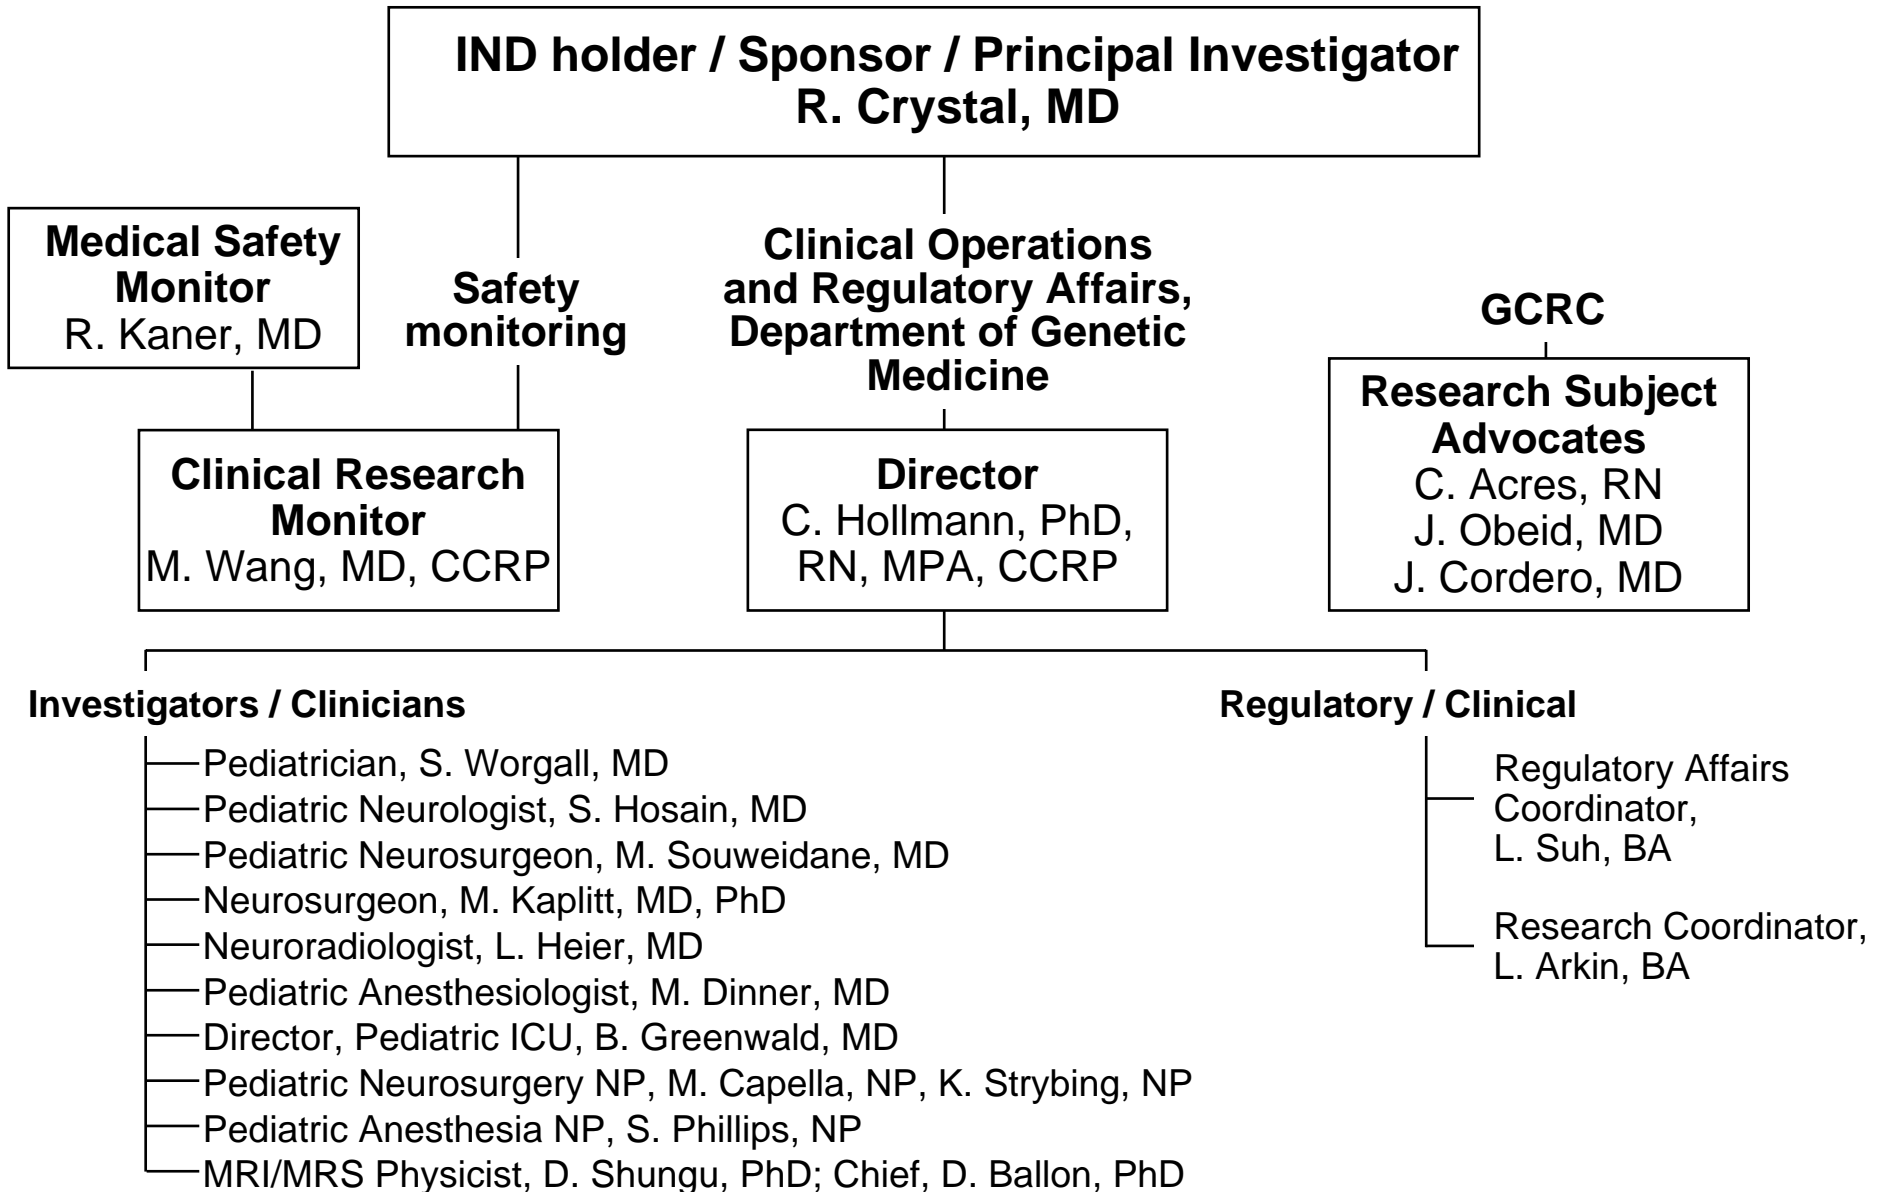 IND holder / Sponsor / Principal Investigator
R. Crystal, MD
Medical Safety
Monitor
R. Kaner, MD
Safety
monitoring
Clinical Operations
and Regulatory Affairs,
Department of Genetic
Medicine
GCRC
Research Subject
Advocates
C. Acres, RN
J. Obeid, MD
J. Cordero, MD
Clinical Research
Monitor
M. Wang, MD, CCRP
Director
C. Hollmann, PhD,
RN, MPA, CCRP
Investigators / Clinicians
Pediatrician, S. Worgall, MD
Pediatric Neurologist, S. Hosain, MD
Pediatric Neurosurgeon, M. Souweidane, MD
Neurosurgeon, M. Kaplitt, MD, PhD
Neuroradiologist, L. Heier, MD
Pediatric Anesthesiologist, M. Dinner, MD
Director, Pediatric ICU, B. Greenwald, MD
Pediatric Neurosurgery NP, M. Capella, NP, K. Strybing, NP
Pediatric Anesthesia NP, S. Phillips, NP
MRI/MRS Physicist, D. Shungu, PhD; Chief, D. Ballon, PhD
Regulatory / Clinical
Regulatory Affairs
Coordinator,
L. Suh, BA
Research Coordinator,
L. Arkin, BA